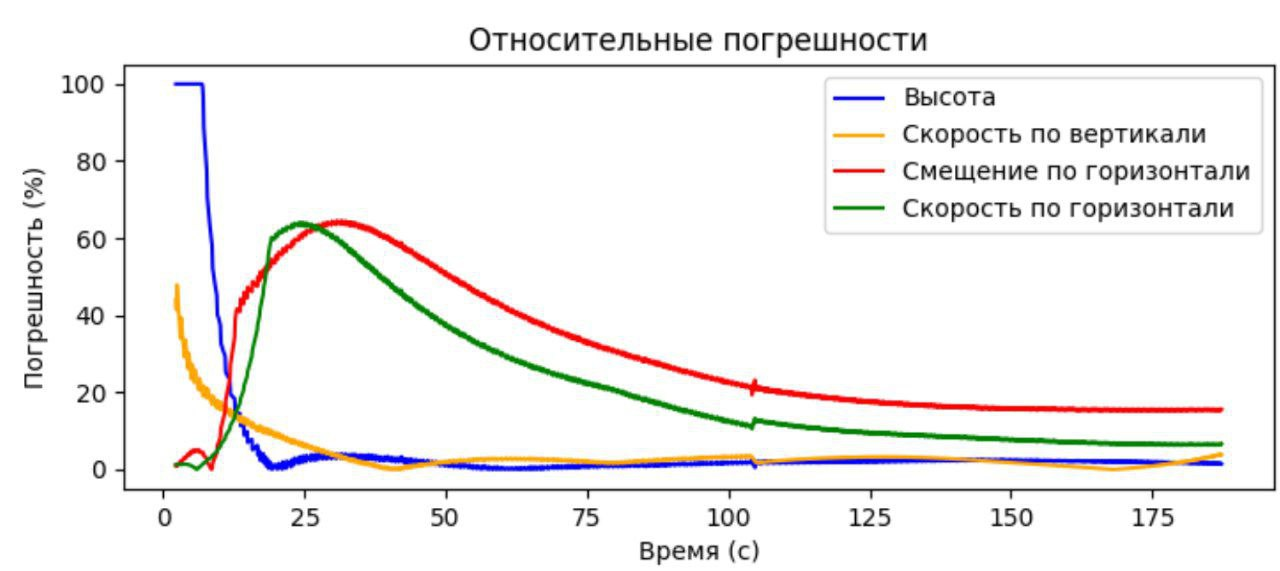 Относительные погрешности
Погрешность (%)
100
80
60
40
20
0
Высота
Скорость по вертикали
Смещение по горизонтали
Скорость по горизонтали
0 25 50 75 100 125 150 175
Время (с)